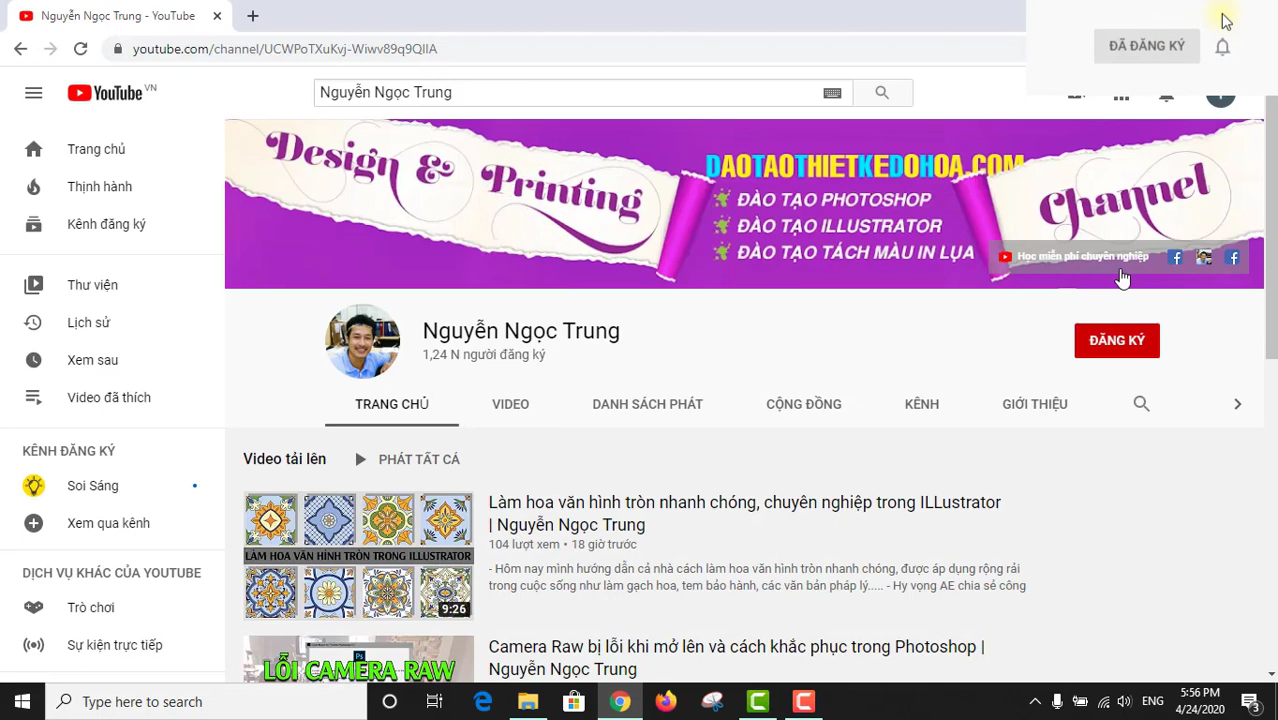 Nguyễn Ngọc Trung - YouTube
youtube.com/channel/UCWPoTXuKvj-Wiwv89q9QIIA
ĐÃ ĐĂNG KÝ
YouTube VN
Nguyễn Ngọc Trung
Trang chủ
Thịnh hành
Kênh đăng ký
Thư viện
Lịch sử
Xem sau
Video đã thích
KÊNH ĐĂNG KÝ
Soi Sáng
Xem qua kênh
DỊCH VỤ KHÁC CỦA YOUTUBE
Trò chơi
Sự kiện trực tiếp
Design & Printing
DAOTAOTHIETKEDOHOA.COM
ĐÀO TẠO PHOTOSHOP
ĐÀO TẠO ILLUSTRATOR
ĐÀO TẠO TÁCH MÀU IN LỤA
Channel
Học miễn phí chuyên nghiệp
Nguyễn Ngọc Trung
1,24 N người đăng ký
ĐĂNG KÝ
TRANG CHỦ VIDEO DANH SÁCH PHÁT CỘNG ĐỒNG KÊNH GIỚI THIỆU
Video tải lên PHÁT TẤT CẢ
LÀM HOA VĂN HÌNH TRÒN TRONG ILLUSTRATOR
9:26
Làm hoa văn hình tròn nhanh chóng, chuyên nghiệp trong ILLustrator
| Nguyễn Ngọc Trung
104 lượt xem • 18 giờ trước
- Hôm nay mình hướng dẫn cả nhà cách làm hoa văn hình tròn nhanh chóng, được áp dụng rộng rãi
trong cuộc sống như làm gạch hoa, tem bảo hành, các văn bản pháp lý..... - Hy vọng AE chia sẻ công
LỖI CAMERA RAW
Ps
Camera Raw bị lỗi khi mở lên và cách khắc phục trong Photoshop |
Nguyễn Ngọc Trung
Type here to search
ENG
5:56 PM
4/24/2020
3